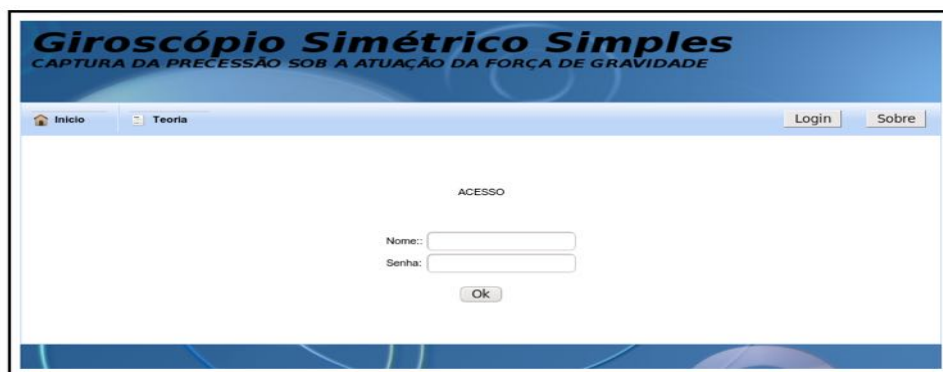 Giroscópio Simétrico Simples
CAPTURA DA PRECESSÃO SOB A ATUAÇÃO DA FORÇA DE GRAVIDADE
Inicio Teoria Login Sobre
ACESSO
Nome::
Senha:
Ok